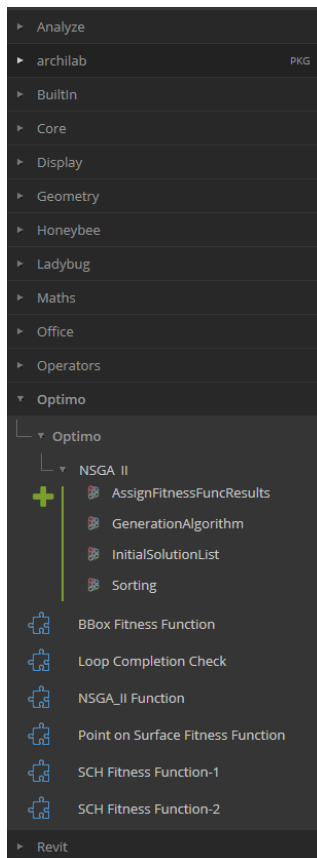 Analyze
archilab PKG
BuiltIn
Core
Display
Geometry
Honeybee
Ladybug
Maths
Office
Operators
Optimo
Optimo
NSGA_II
AssignFitnessFuncResults
GenerationAlgorithm
InitialSolutionList
Sorting
BBox Fitness Function
Loop Completion Check
NSGA_II Function
Point on Surface Fitness Function
SCH Fitness Function-1
SCH Fitness Function-2
Revit